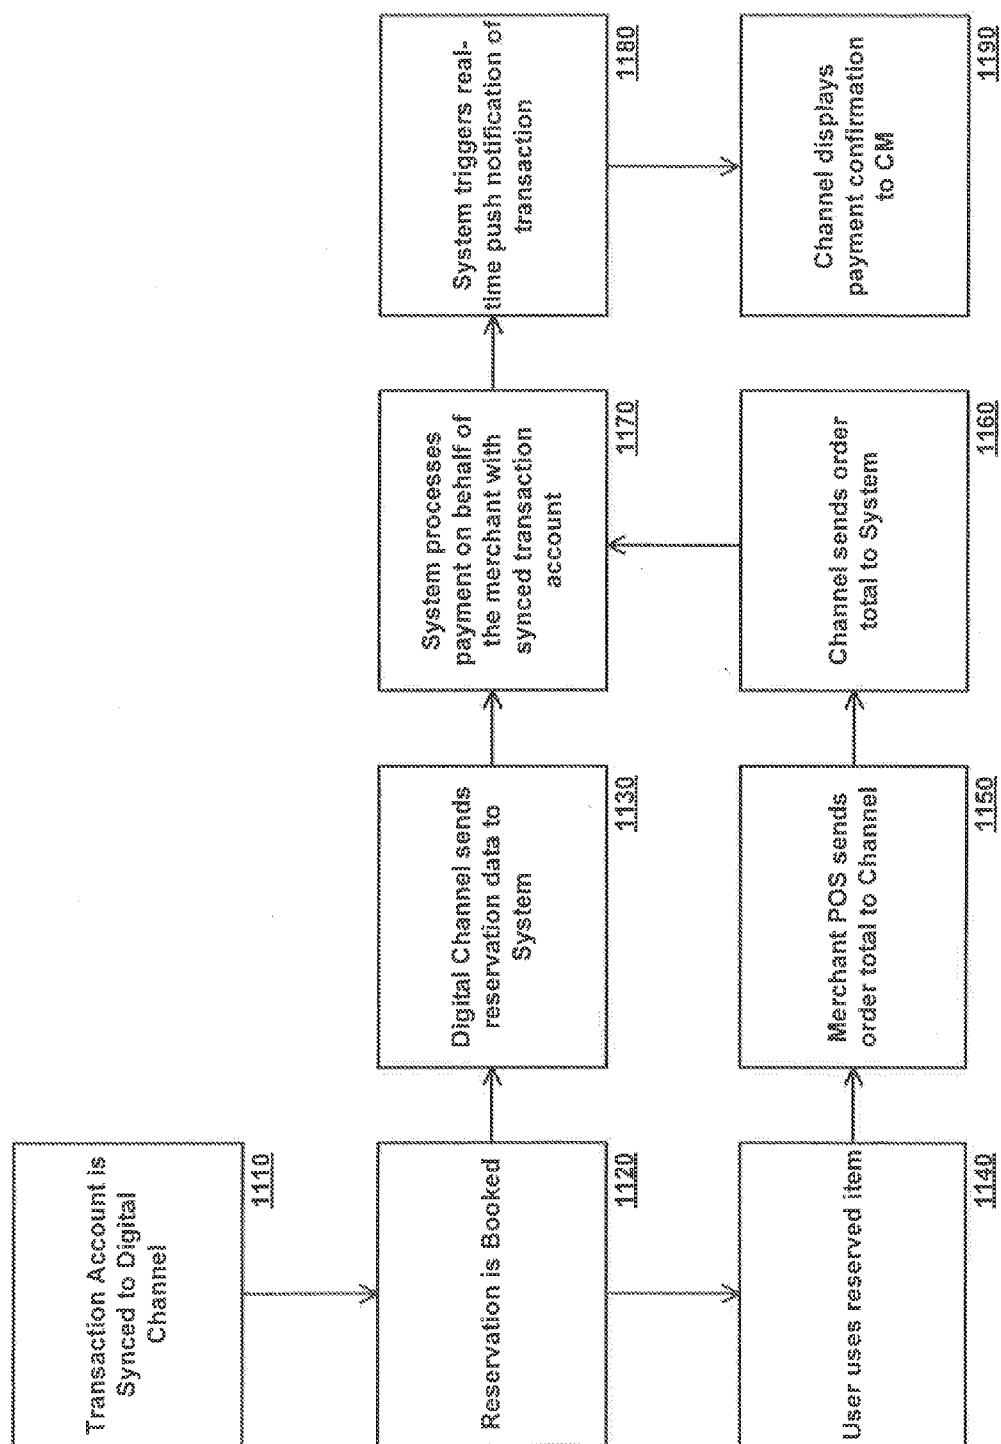 Transaction Account is
Synced to Digital
Channel
1110
Reservation is Booked
1120
Digital Channel sends
reservation data to
System
1130
User uses reserved item
1140
Merchant POS sends
order total to Channel
1150
Channel sends order
total to System
1160
System processes
payment on behalf of
the merchant with
synced transaction
account
1170
System triggers real-
time push notification of
transaction
1180
Channel displays
payment confirmation
to CM
1190